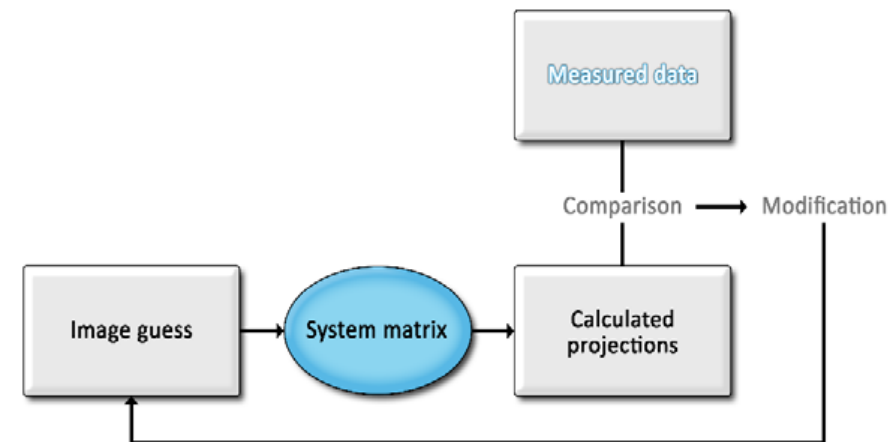 Measured data
Comparison
Modification
Image guess
System matrix
Calculated
projections